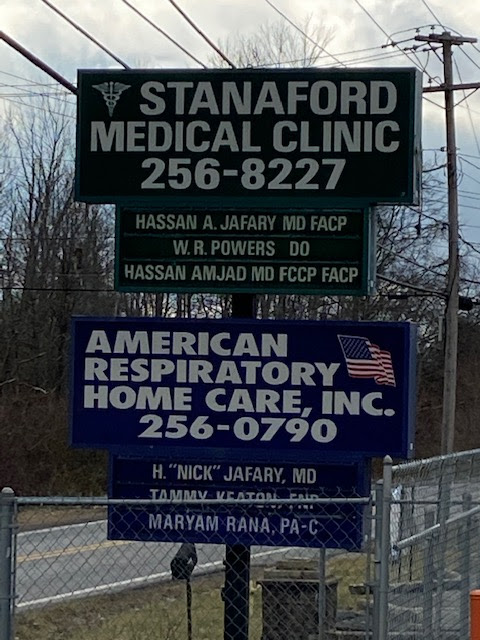 STANAFORD
MEDICAL CLINIC
256-8227
HASSAN A. JAFARY MD FACP
W.R. POWERS DO
HASSAN AMJAD MD FCCP FACP
AMERICAN
RESPIRATORY
HOME CARE, INC.
256-0790
H. "NICK" JAFARY, MD
TAMMY KEATON, FNP
MARYAM RANA, PA-C